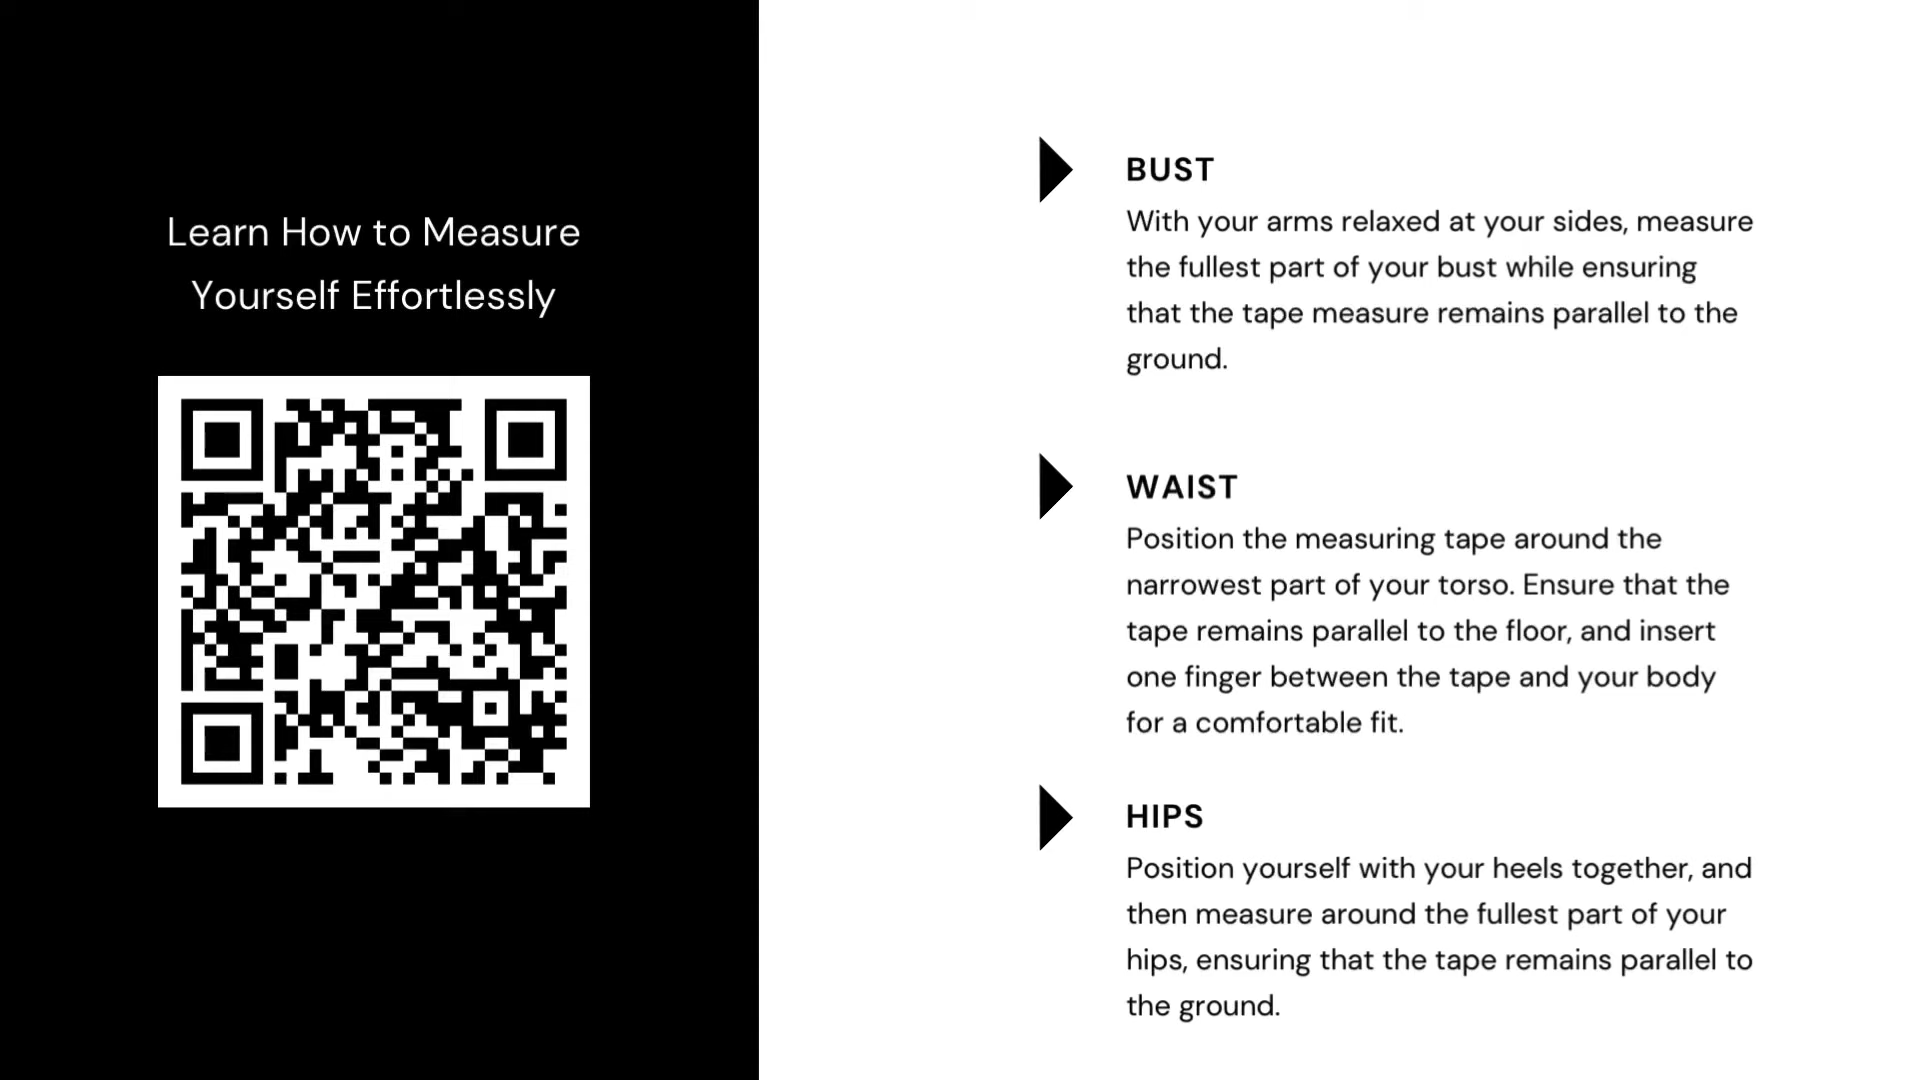 Learn How to Measure
Yourself Effortlessly
BUST
With your arms relaxed at your sides, measure
the fullest part of your bust while ensuring
that the tape measure remains parallel to the
ground.
WAIST
Position the measuring tape around the
narrowest part of your torso. Ensure that the
tape remains parallel to the floor, and insert
one finger between the tape and your body
for a comfortable fit.
HIPS
Position yourself with your heels together, and
then measure around the fullest part of your
hips, ensuring that the tape remains parallel to
the ground.